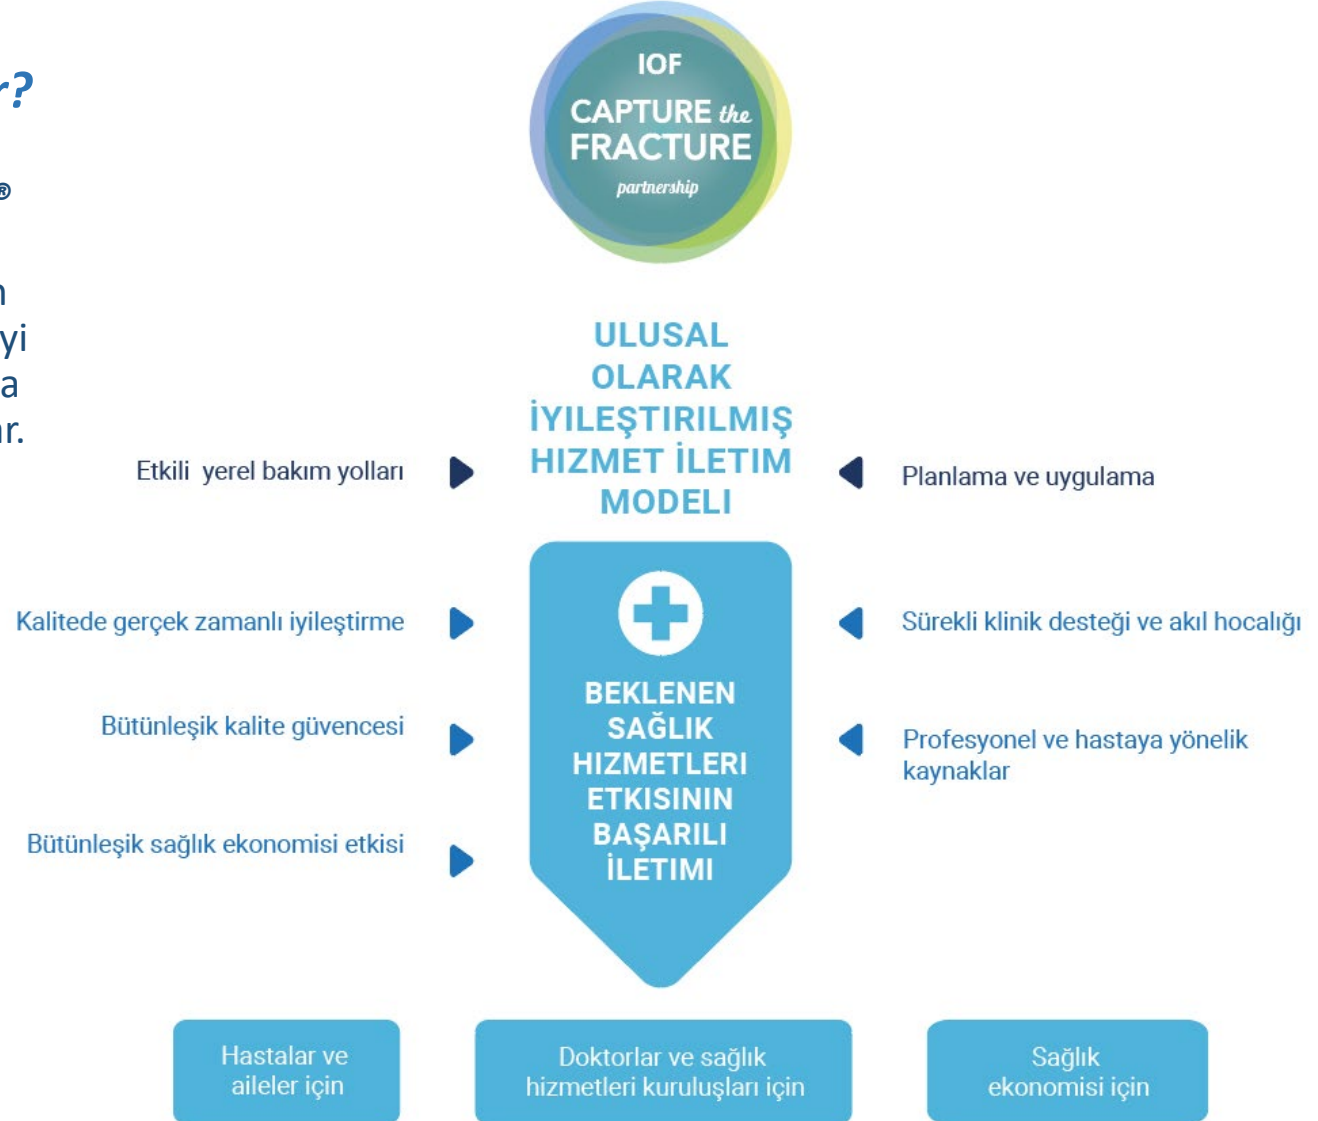 r?
®
n
yi
a
ar.
IOF
CAPTURE the
FRACTURE
partnership
ULUSAL
OLARAK
İYILEŞTIRILMIŞ
HIZMET İLETIM
MODELI
Etkili yerel bakım yolları
Planlama ve uygulama
Kalitede gerçek zamanlı iyileştirme
Sürekli klinik desteği ve akıl hocalığı
Bütünleşik kalite güvencesi
Profesyonel ve hastaya yönelik
kaynaklar
Bütünleşik sağlık ekonomisi etkisi
BEKLENEN
SAĞLIK
HIZMETLERI
ETKISININ
BAŞARILI
İLETIMI
Hastalar ve
aileler için
Doktorlar ve sağlık
hizmetleri kuruluşları için
Sağlık
ekonomisi için